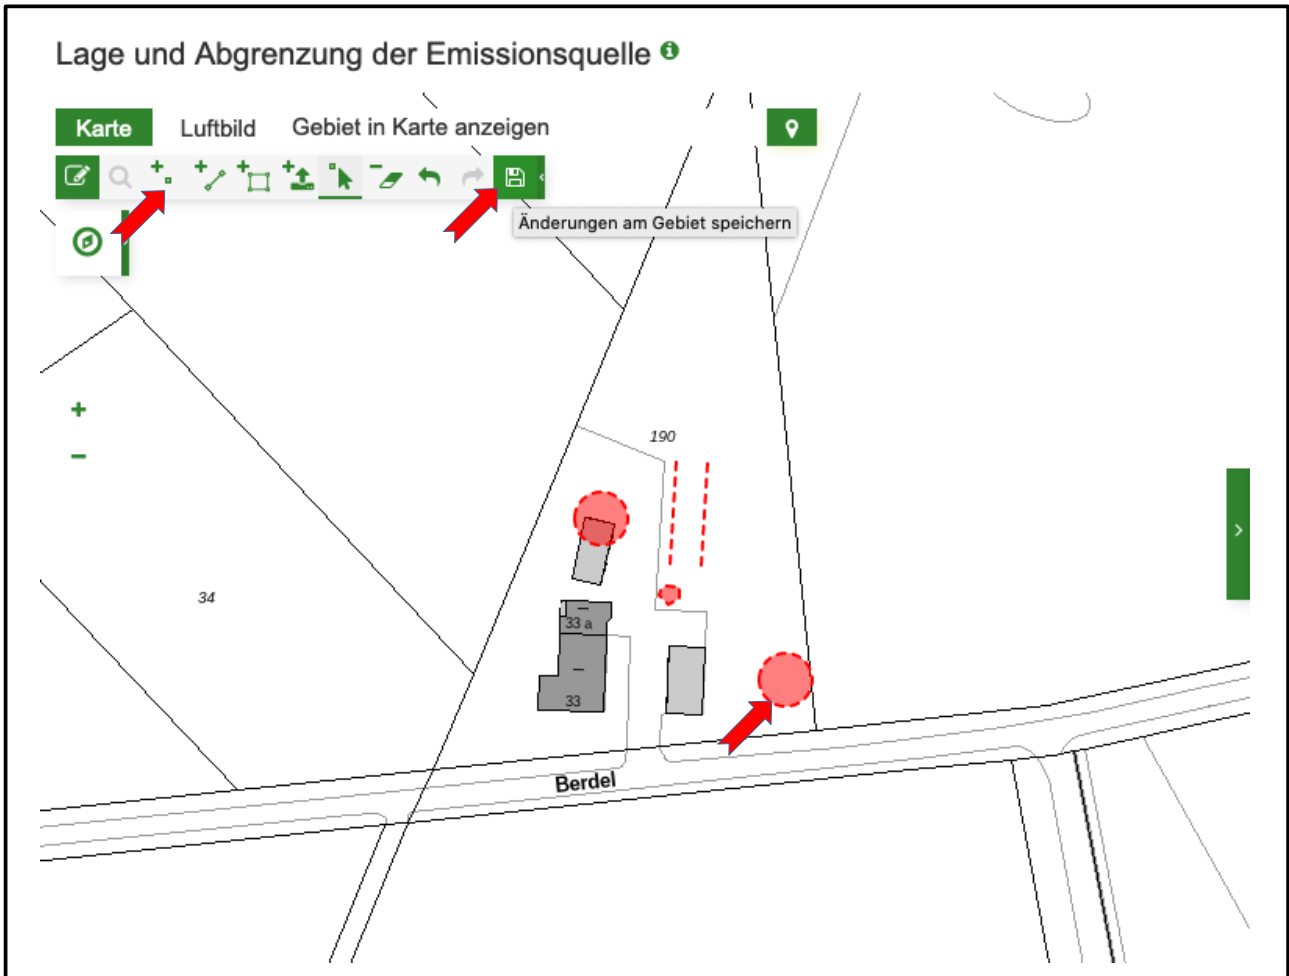 Lage und Abgrenzung der Emissionsquelle
Karte Luftbild Gebiet in Karte anzeigen
Änderungen am Gebiet speichern
190
34
33 a
33
Berdel